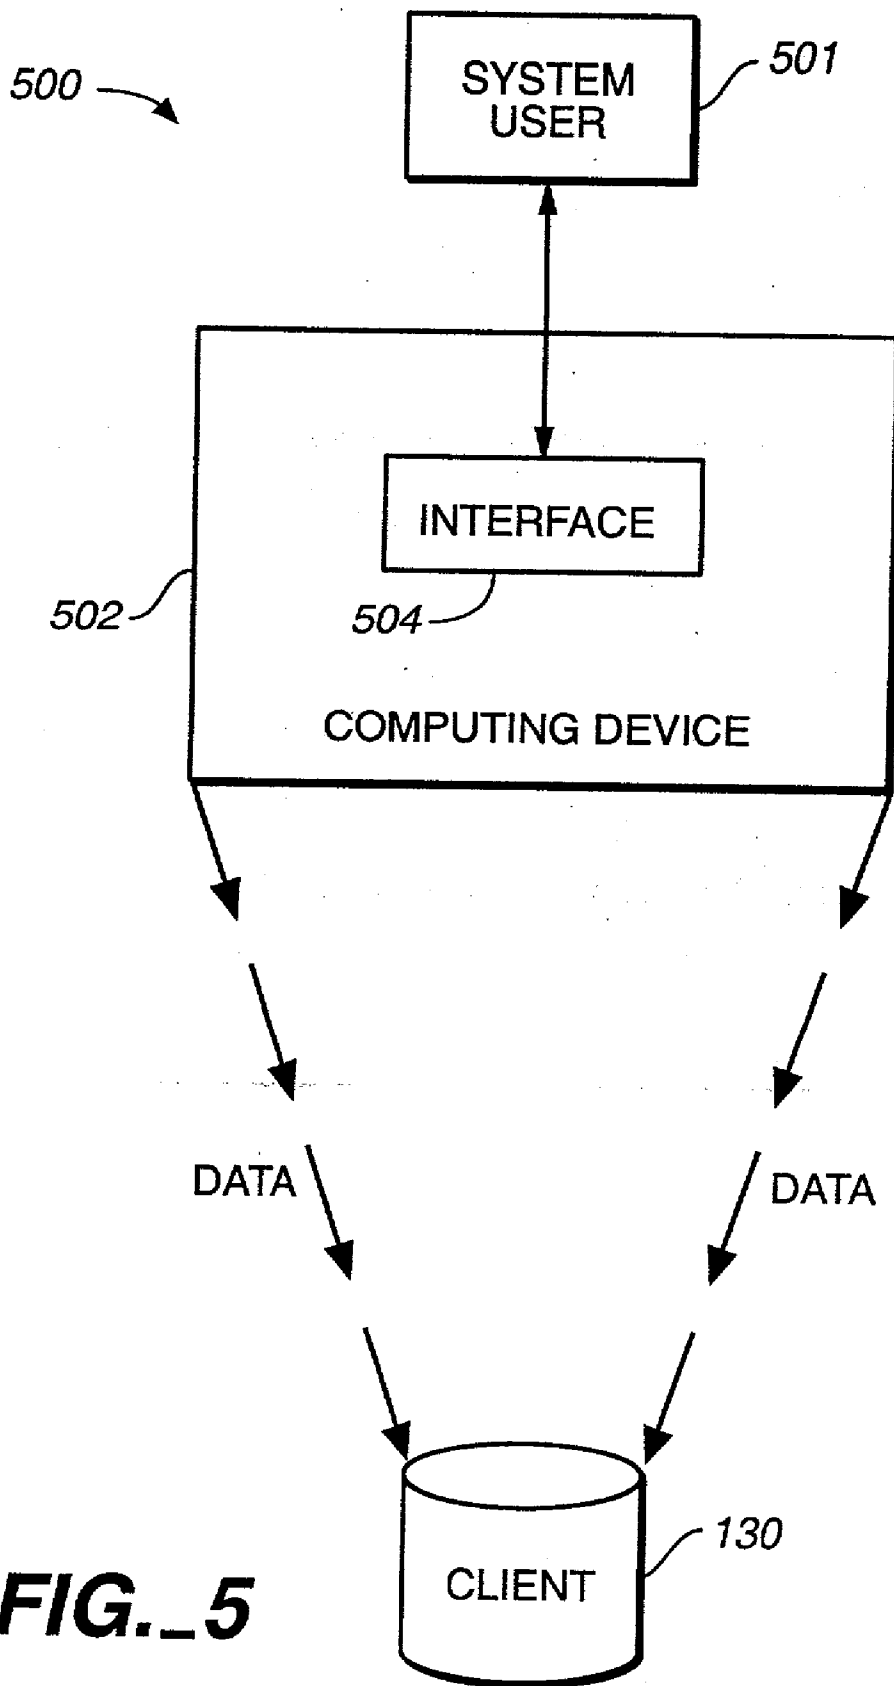 500
SYSTEM
USER
501
INTERFACE
502
504
COMPUTING DEVICE
DATA
DATA
130
CLIENT
FIG._5